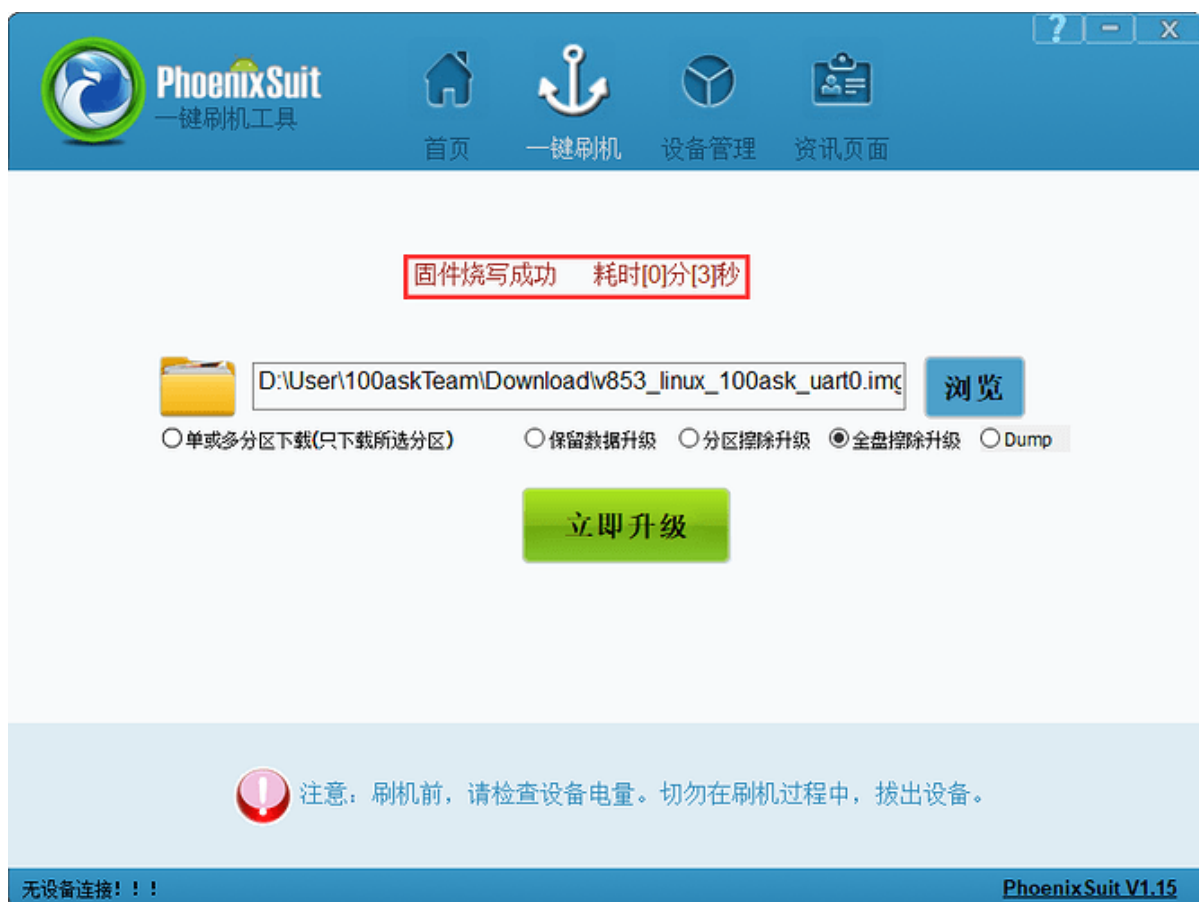 ? − x
PhoenixSuit
一键刷机工具
首页 一键刷机 设备管理 资讯页面
固件烧写成功 耗时[0]分[3]秒
D:\User\100askTeam\Download\v853_linux_100ask_uart0.img 浏览
单或多分区下载(只下载所选分区) 保留数据升级 分区擦除升级 全盘擦除升级 Dump
立即升级
注意：刷机前，请检查设备电量。切勿在刷机过程中，拔出设备。
无设备连接！！！ PhoenixSuit V1.15